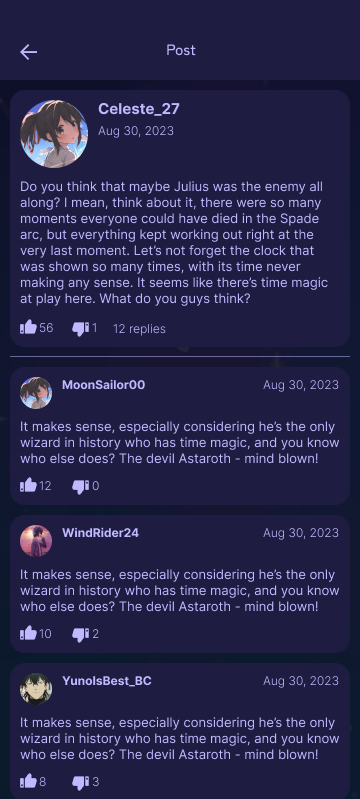 Post
Celeste_27
Aug 30, 2023
Do you think that maybe Julius was the enemy all
along? I mean, think about it, there were so many
moments everyone could have died in the Spade
arc, but everything kept working out right at the
very last moment. Let’s not forget the clock that
was shown so many times, with its time never
making any sense. It seems like there’s time magic
at play here. What do you guys think?
56 1 12 replies
MoonSailor00 Aug 30, 2023
It makes sense, especially considering he’s the only
wizard in history who has time magic, and you know
who else does? The devil Astaroth - mind blown!
12 0
WindRider24 Aug 30, 2023
It makes sense, especially considering he’s the only
wizard in history who has time magic, and you know
who else does? The devil Astaroth - mind blown!
10 2
YunoIsBest_BC Aug 30, 2023
It makes sense, especially considering he’s the only
wizard in history who has time magic, and you know
who else does? The devil Astaroth - mind blown!
8 3